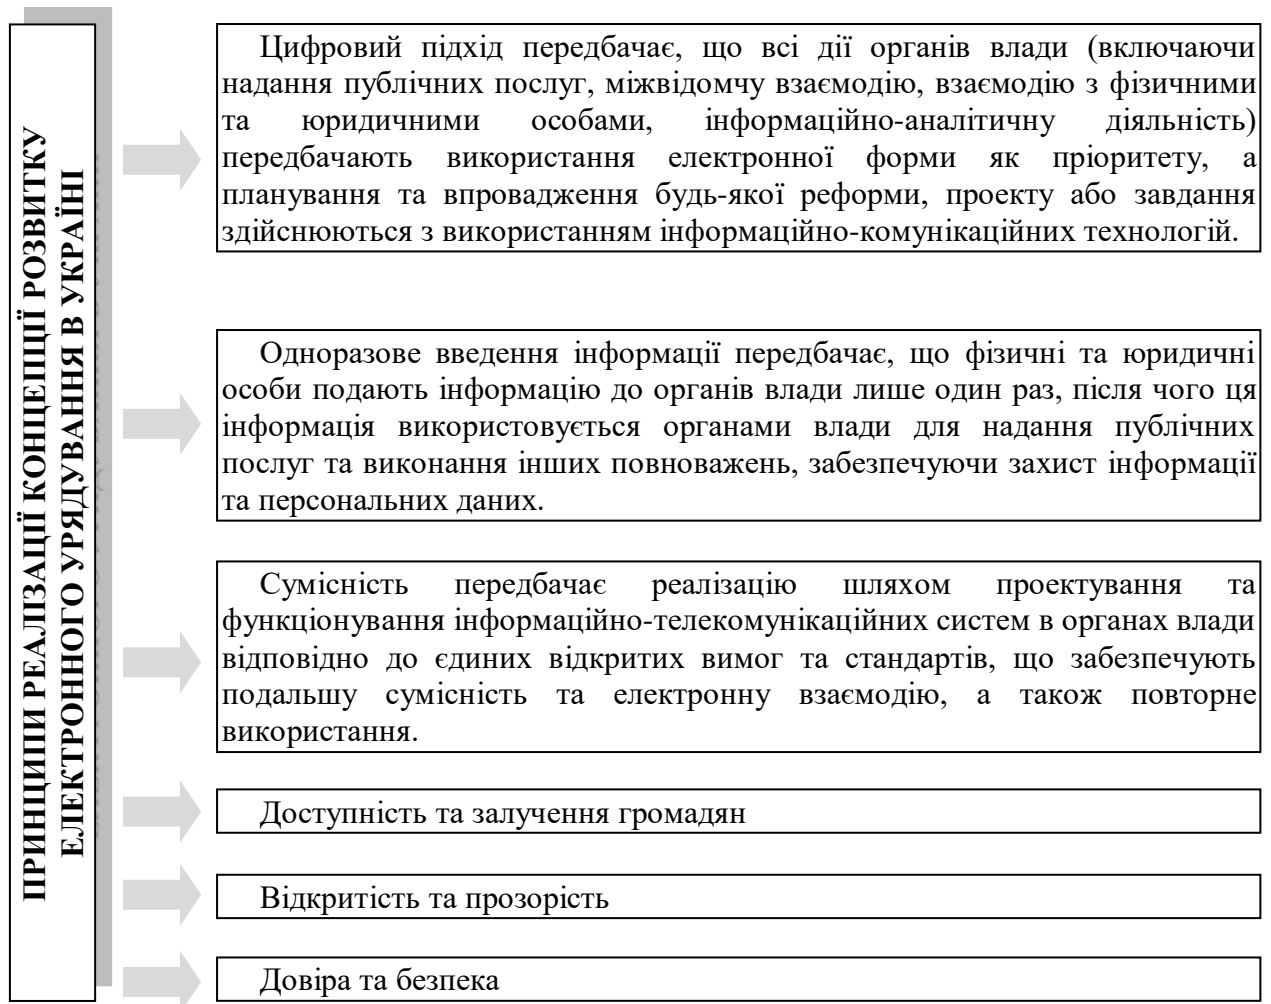 ПРИНЦИПИ РЕАЛІЗАЦІЇ КОНЦЕПЦІЇ РОЗВИТКУ
ЕЛЕКТРОННОГО УРЯДУВАННЯ В УКРАЇНІ
Цифровий підхід передбачає, що всі дії органів влади (включаючи
надання публічних послуг, міжвідомчу взаємодію, взаємодію з фізичними
та юридичними особами, інформаційно-аналітичну діяльність)
передбачають використання електронної форми як пріоритету, а
планування та впровадження будь-якої реформи, проекту або завдання
здійснюються з використанням інформаційно-комунікаційних технологій.
Одноразове введення інформації передбачає, що фізичні та юридичні
особи подають інформацію до органів влади лише один раз, після чого ця
інформація використовується органами влади для надання публічних
послуг та виконання інших повноважень, забезпечуючи захист інформації
та персональних даних.
Сумісність передбачає реалізацію шляхом проектування та
функціонування інформаційно-телекомунікаційних систем в органах влади
відповідно до єдиних відкритих вимог та стандартів, що забезпечують
подальшу сумісність та електронну взаємодію, а також повторне
використання.
Доступність та залучення громадян
Відкритість та прозорість
Довіра та безпека